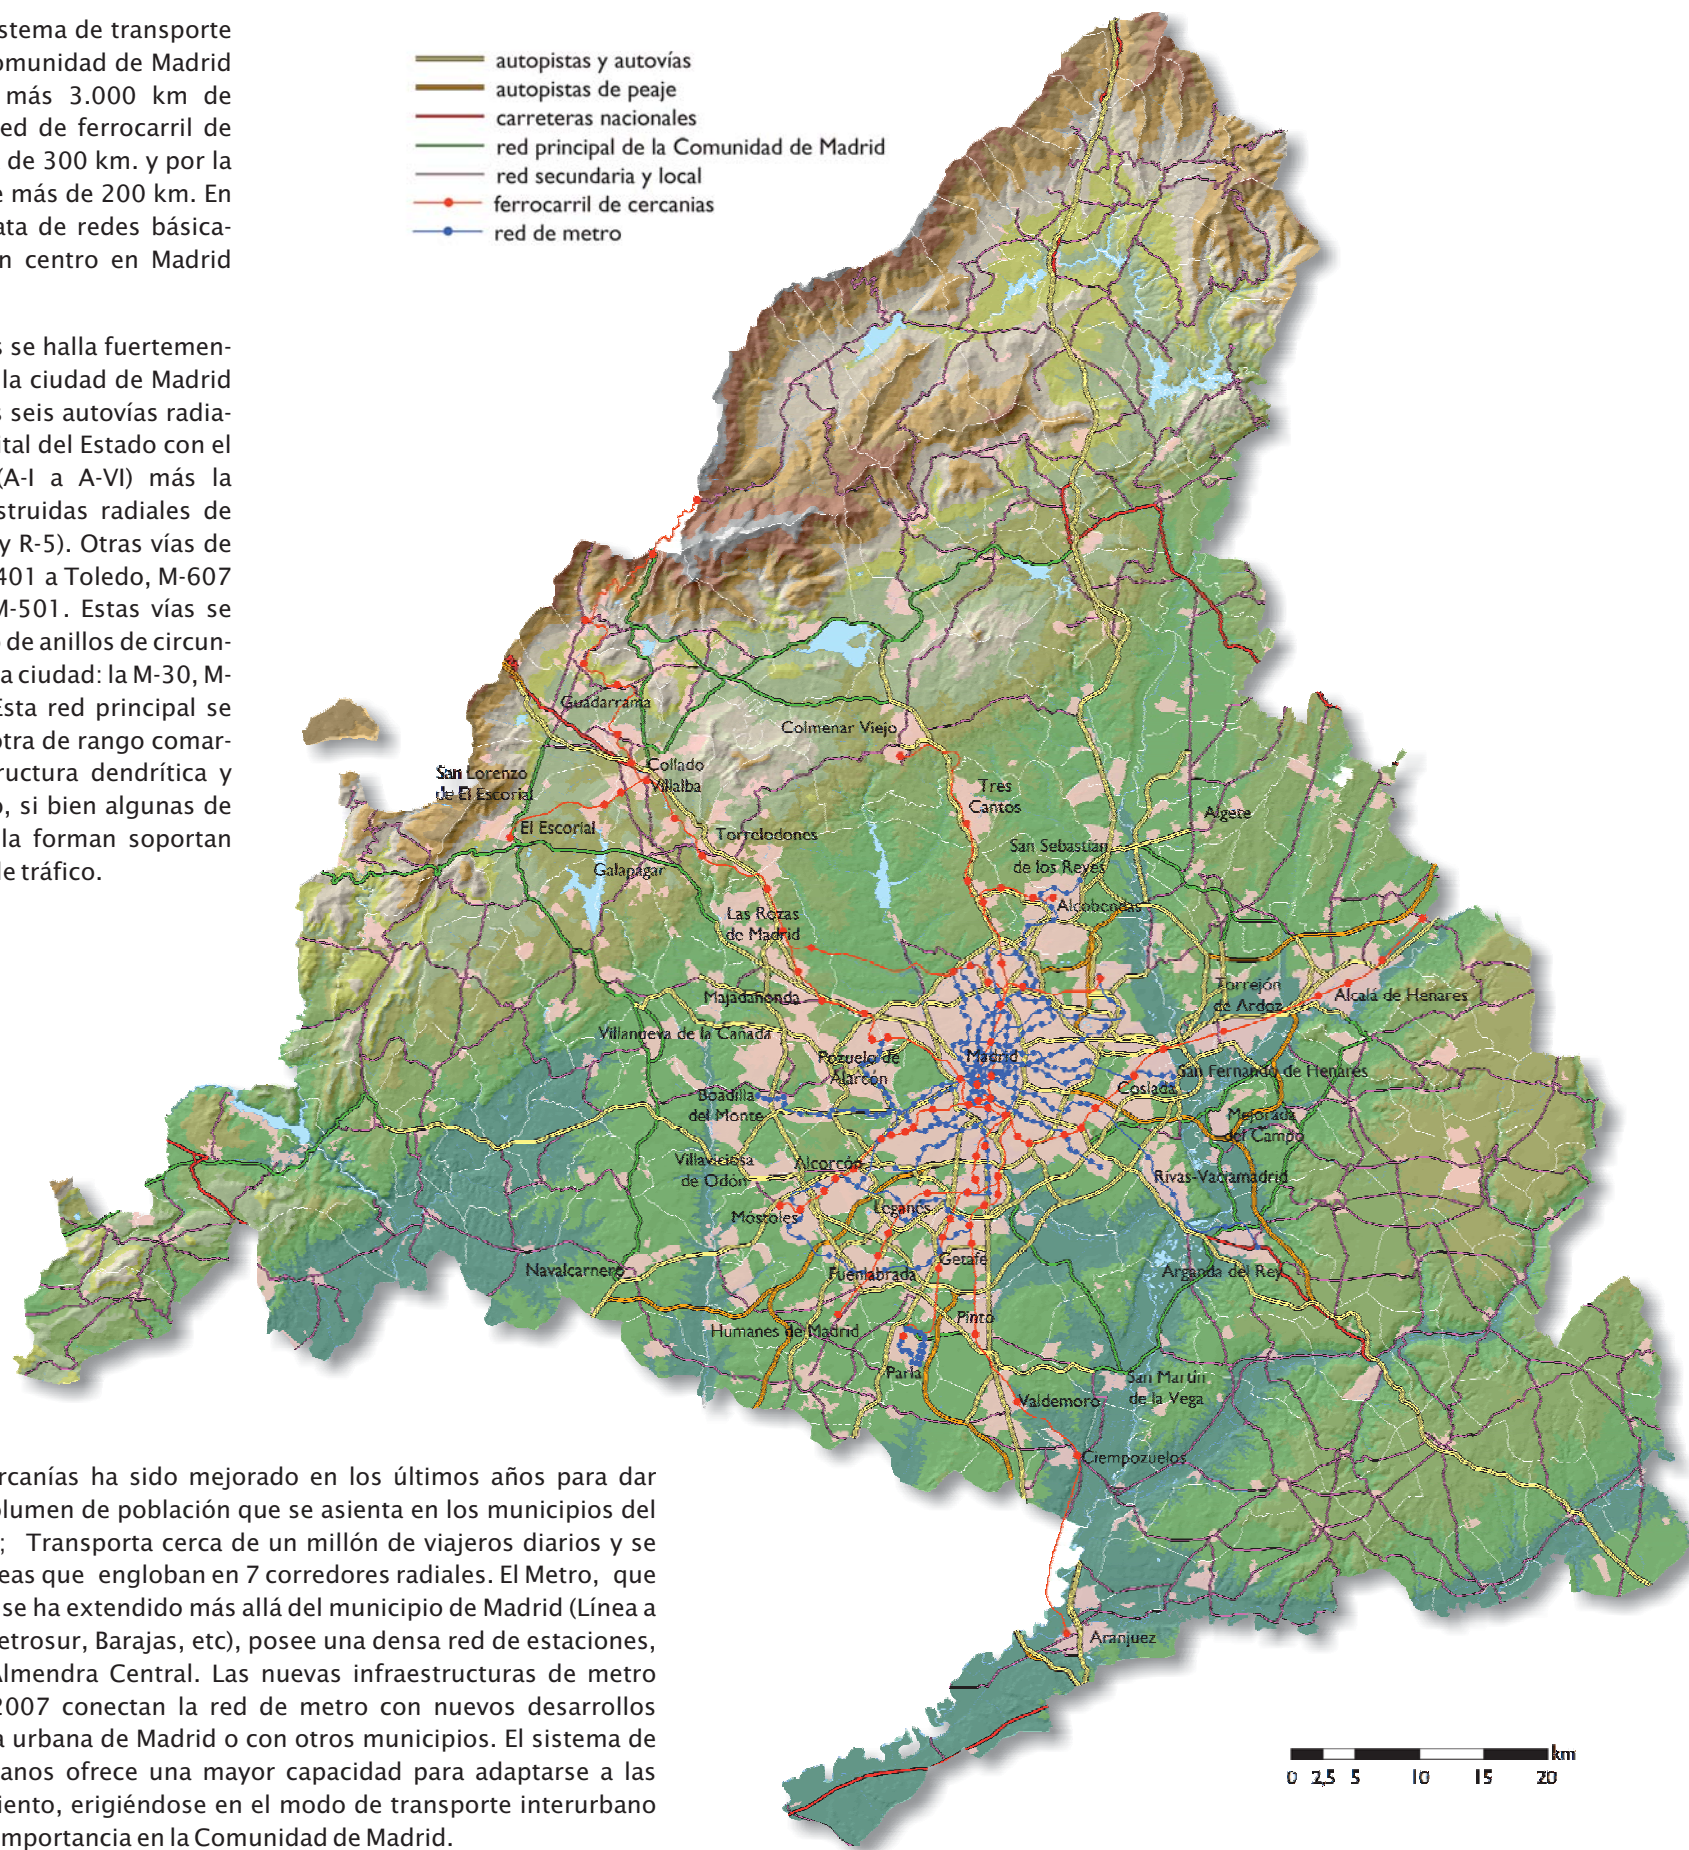 istema de transporte
omunidad de Madrid
más 3.000 km de
ed de ferrocarril de
de 300 km. y por la
e más de 200 km. En
ata de redes básica-
n centro en Madrid
s se halla fuertemen-
la ciudad de Madrid
s seis autovías radia-
ital del Estado con el
(A-I a A-VI) más la
struidas radiales de
y R-5). Otras vías de
401 a Toledo, M-607
M-501. Estas vías se
o de anillos de circun-
a ciudad: la M-30, M-
Esta red principal se
otra de rango comar-
ructura dendrítica y
o, si bien algunas de
la forman soportan
de tráfico.
autopistas y autovías
autopistas de peaje
carreteras nacionales
red principal de la Comunidad de Madrid
red secundaria y local
ferrocarril de cercanias
red de metro
Guadarrama
Colmenar Viejo
San Lorenzo
de El Escorial
Collado
Villalba
Tres
Cantos
Algete
El Escorial
Torrelodones
San Sebastián
de los Reyes
Galapagar
Alcobendas
Las Rozas
de Madrid
Majadahonda
Torrejón
de Ardoz
Alcalá de Henares
Villanueva de la Cañada
Pozuelo de
Alarcón
Madrid
San Fernando de Henares
Coslada
Boadilla
del Monte
Mejorada
del Campo
Villaviciosa
de Odón
Alcorcón
Rivas-Vaciamadrid
Móstoles
Leganés
Getafe
Navalcarnero
Fuenlabrada
Arganda del Rey
Humanes de Madrid
Pinto
Parla
Valdemoro
San Martín
de la Vega
Ciempozuelos
Aranjuez
km
0 2,5 5 10 15 20
rcanías ha sido mejorado en los últimos años para dar
olumen de población que se asienta en los municipios del
; Transporta cerca de un millón de viajeros diarios y se
eas que engloban en 7 corredores radiales. El Metro, que
se ha extendido más allá del municipio de Madrid (Línea a
etrosur, Barajas, etc), posee una densa red de estaciones,
Almendra Central. Las nuevas infraestructuras de metro
2007 conectan la red de metro con nuevos desarrollos
a urbana de Madrid o con otros municipios. El sistema de
anos ofrece una mayor capacidad para adaptarse a las
iento, erigiéndose en el modo de transporte interurbano
importancia en la Comunidad de Madrid.